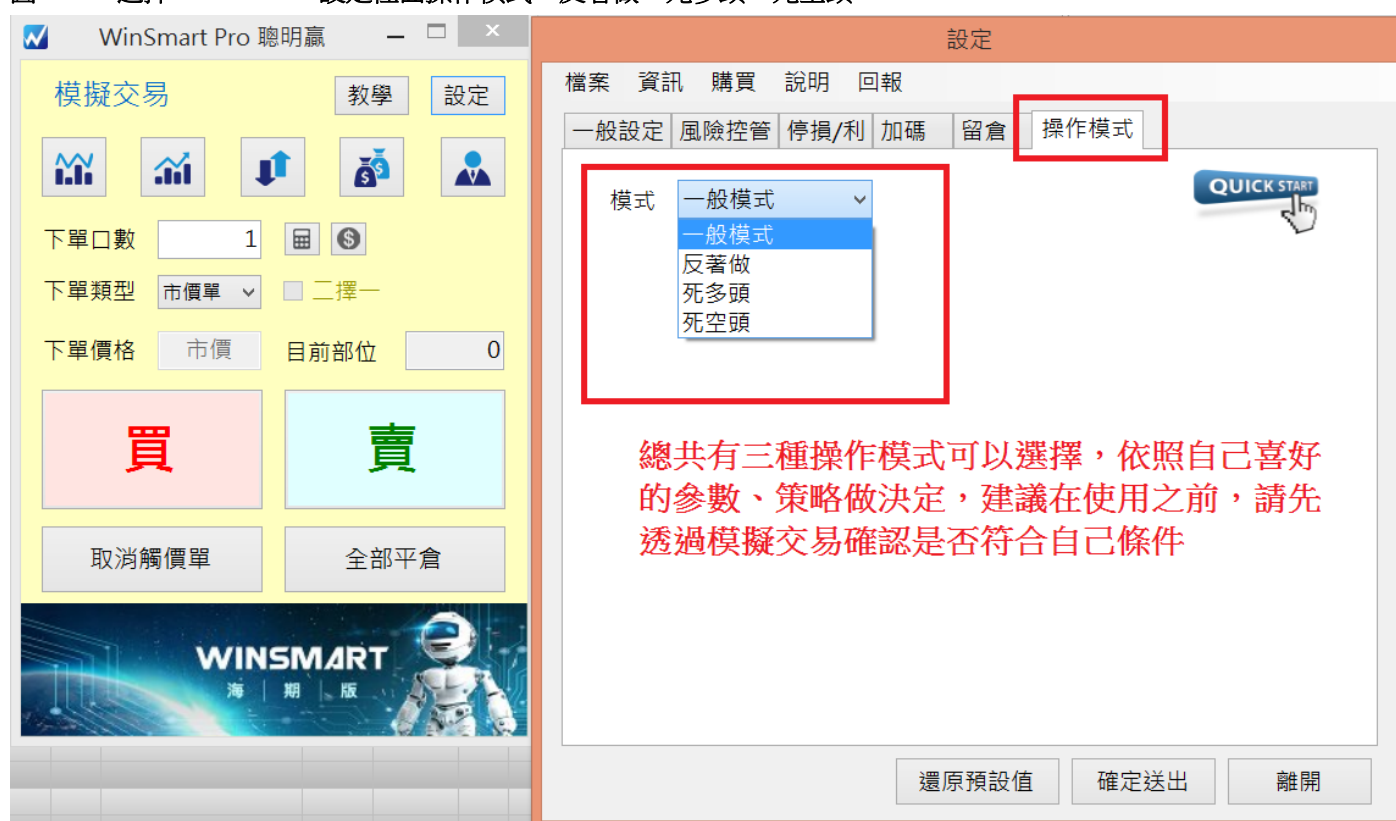 WinSmart Pro 聰明贏
模擬交易
教學
設定
下單口數
1
下單類型
市價單
二擇一
下單價格
市價
目前部位
0
買
賣
取消觸價單
全部平倉
WINSMART
海 | 期 | 版
設定
檔案 資訊 購買 說明 回報
一般設定 風險控管 停損/利 加碼 留倉 操作模式
模式
一般模式
一般模式
反著做
死多頭
死空頭
QUICK START
總共有三種操作模式可以選擇，依照自己喜好
的參數、策略做決定，建議在使用之前，請先
透過模擬交易確認是否符合自己條件
還原預設值
確定送出
離開